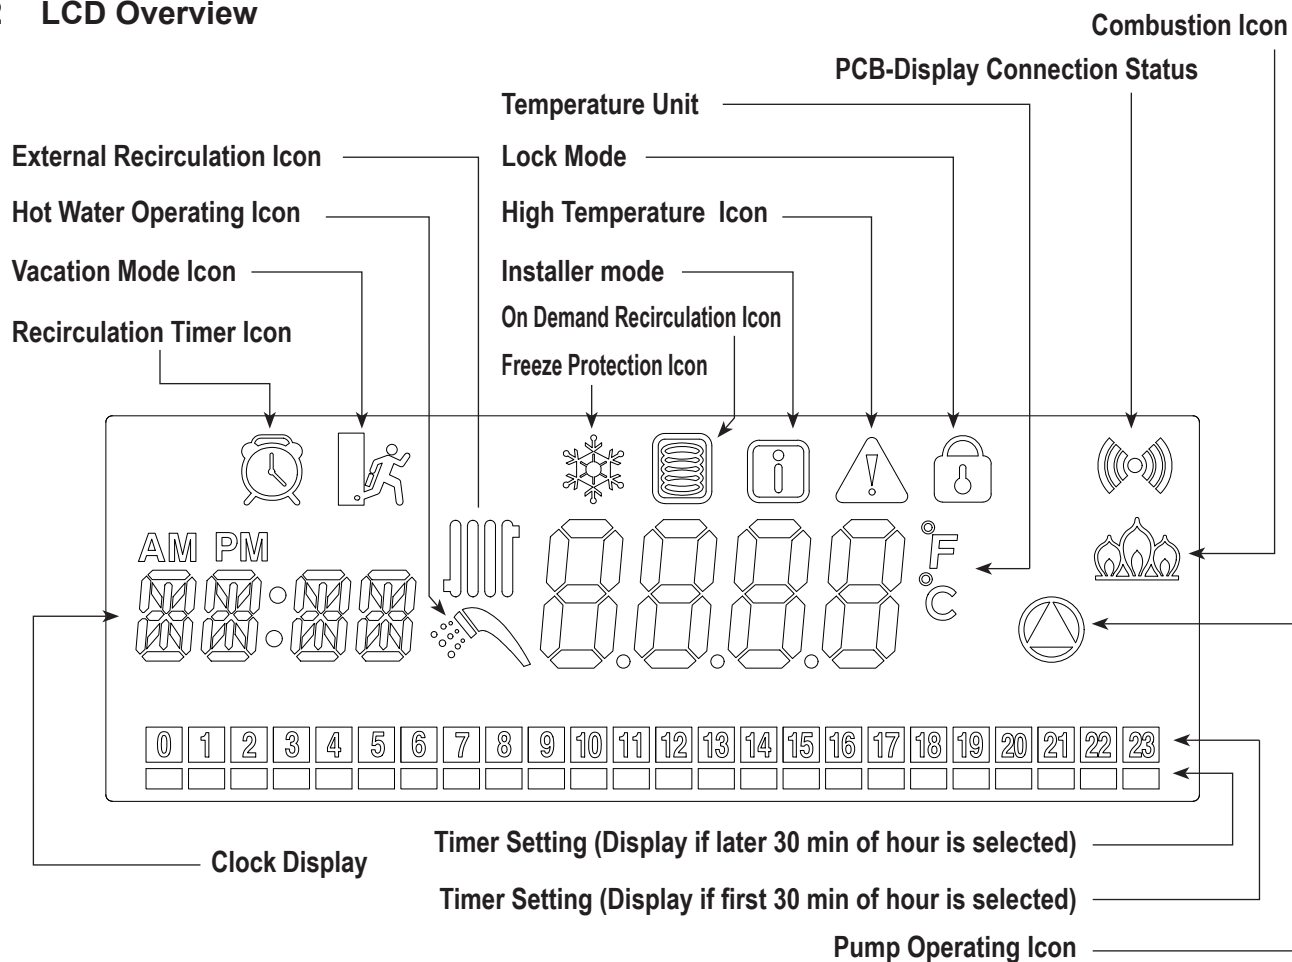 2 LCD Overview
Combustion Icon
PCB-Display Connection Status
Temperature Unit
External Recirculation Icon
Lock Mode
Hot Water Operating Icon
High Temperature Icon
Vacation Mode Icon
Installer mode
On Demand Recirculation Icon
Recirculation Timer Icon
Freeze Protection Icon
AM PM
°F
°C
0 1 2 3 4 5 6 7 8 9 10 11 12 13 14 15 16 17 18 19 20 21 22 23
Timer Setting (Display if later 30 min of hour is selected)
Clock Display
Timer Setting (Display if first 30 min of hour is selected)
Pump Operating Icon